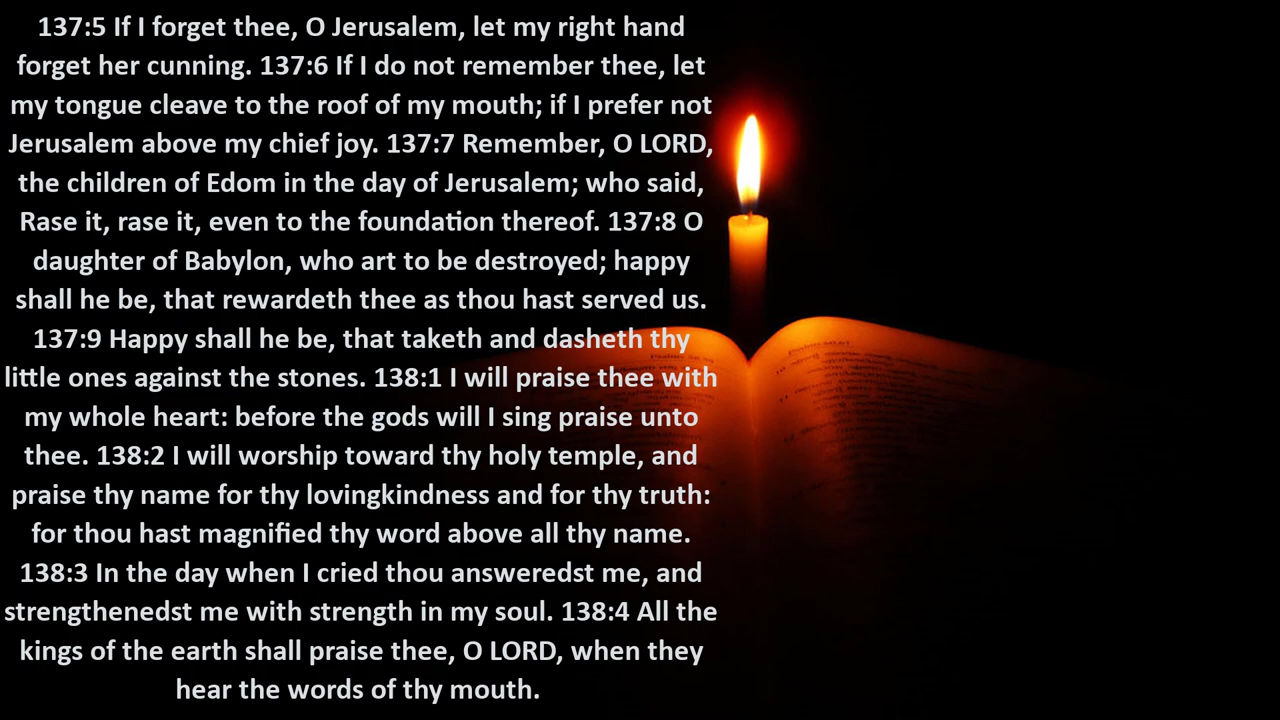 137:5 If I forget thee, O Jerusalem, let my right hand
forget her cunning. 137:6 If I do not remember thee, let
my tongue cleave to the roof of my mouth; if I prefer not
Jerusalem above my chief joy. 137:7 Remember, O LORD,
the children of Edom in the day of Jerusalem; who said,
Rase it, rase it, even to the foundation thereof. 137:8 O
daughter of Babylon, who art to be destroyed; happy
shall he be, that rewardeth thee as thou hast served us.
137:9 Happy shall he be, that taketh and dasheth thy
little ones against the stones. 138:1 I will praise thee with
my whole heart: before the gods will I sing praise unto
thee. 138:2 I will worship toward thy holy temple, and
praise thy name for thy lovingkindness and for thy truth:
for thou hast magnified thy word above all thy name.
138:3 In the day when I cried thou answeredst me, and
strengthenedst me with strength in my soul. 138:4 All the
kings of the earth shall praise thee, O LORD, when they
hear the words of thy mouth.